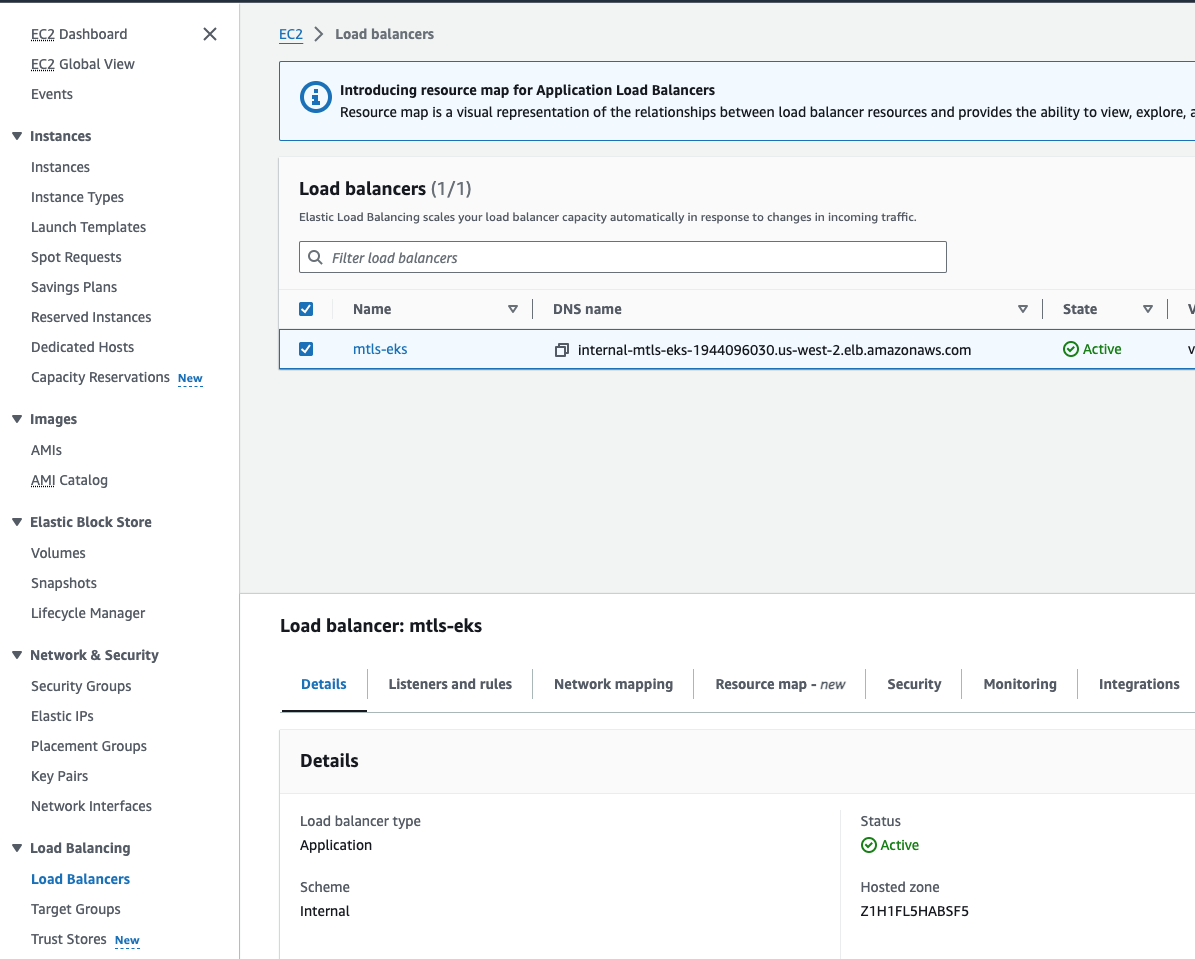 EC2 Dashboard
EC2 Global View
Events
Instances
Instances
Instance Types
Launch Templates
Spot Requests
Savings Plans
Reserved Instances
Dedicated Hosts
Capacity Reservations New
Images
AMIs
AMI Catalog
Elastic Block Store
Volumes
Snapshots
Lifecycle Manager
Network & Security
Security Groups
Elastic IPs
Placement Groups
Key Pairs
Network Interfaces
Load Balancing
Load Balancers
Target Groups
Trust Stores New
EC2 > Load balancers
Introducing resource map for Application Load Balancers
Resource map is a visual representation of the relationships between load balancer resources and provides the ability to view, explore, a
Load balancers (1/1)
Elastic Load Balancing scales your load balancer capacity automatically in response to changes in incoming traffic.
Filter load balancers
Name DNS name State V
mtls-eks internal-mtls-eks-1944096030.us-west-2.elb.amazonaws.com Active v
Load balancer: mtls-eks
Details Listeners and rules Network mapping Resource map - new Security Monitoring Integrations
Details
Load balancer type
Application
Status
Active
Scheme
Internal
Hosted zone
Z1H1FL5HABSF5